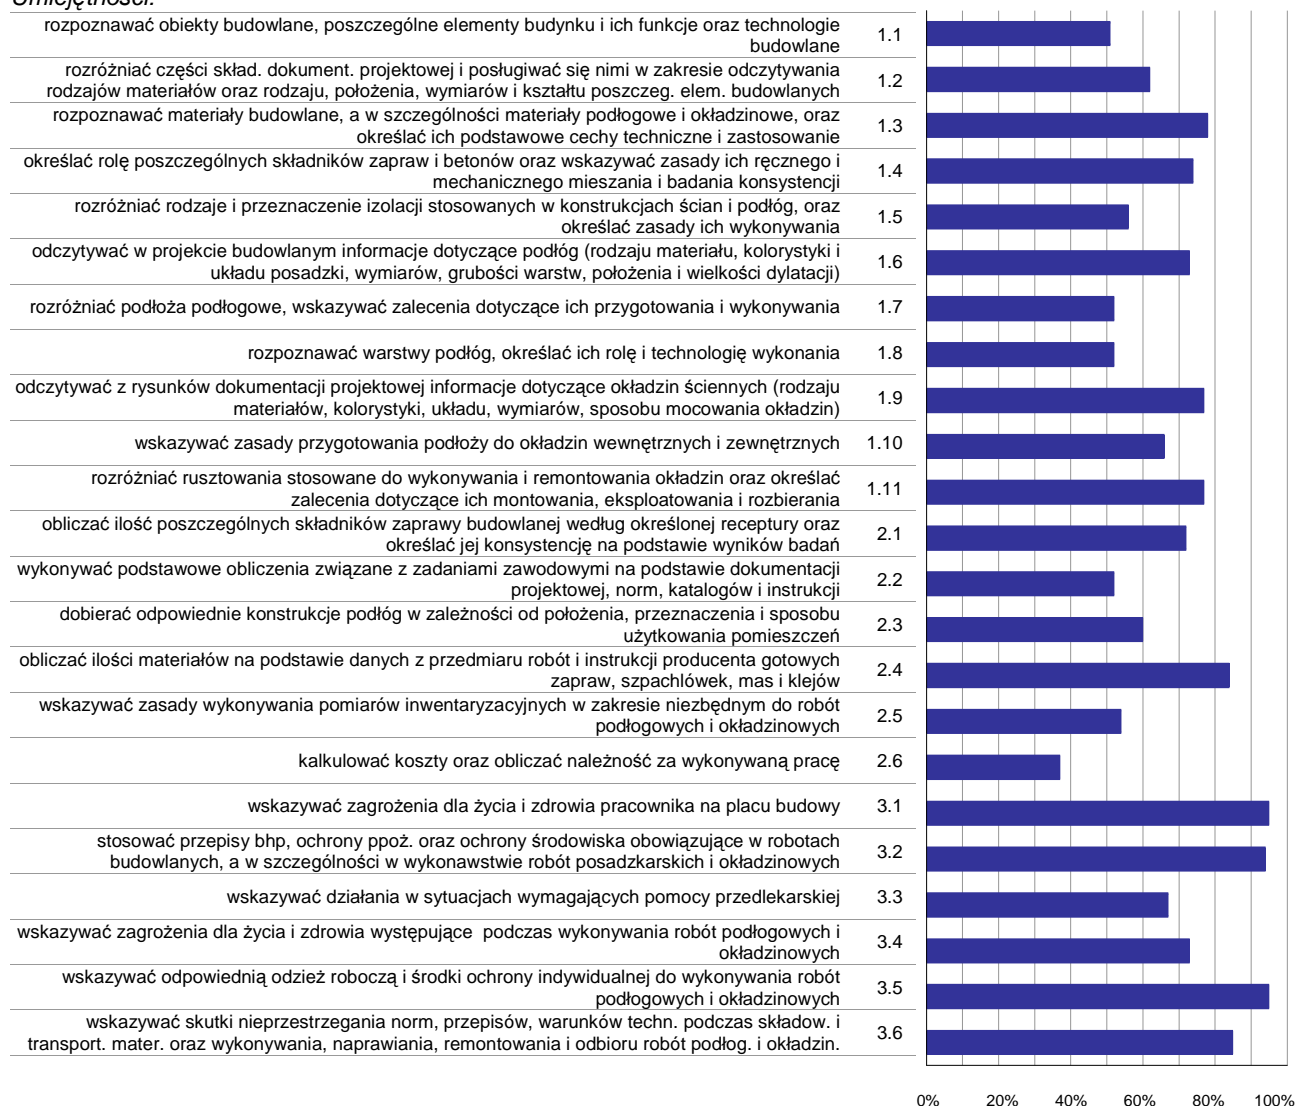 Umiejętności:
rozpoznawać obiekty budowlane, poszczególne elementy budynku i ich funkcje oraz technologie
budowlane
1.1
rozróżniać części skład. dokument. projektowej i posługiwać się nimi w zakresie odczytywania
rodzajów materiałów oraz rodzaju, położenia, wymiarów i kształtu poszczeg. elem. budowlanych
1.2
rozpoznawać materiały budowlane, a w szczególności materiały podłogowe i okładzinowe, oraz
określać ich podstawowe cechy techniczne i zastosowanie
1.3
określać rolę poszczególnych składników zapraw i betonów oraz wskazywać zasady ich ręcznego i
mechanicznego mieszania i badania konsystencji
1.4
rozróżniać rodzaje i przeznaczenie izolacji stosowanych w konstrukcjach ścian i podłóg, oraz
określać zasady ich wykonywania
1.5
odczytywać w projekcie budowlanym informacje dotyczące podłóg (rodzaju materiału, kolorystyki i
układu posadzki, wymiarów, grubości warstw, położenia i wielkości dylatacji)
1.6
rozróżniać podłoża podłogowe, wskazywać zalecenia dotyczące ich przygotowania i wykonywania
1.7
rozpoznawać warstwy podłóg, określać ich rolę i technologię wykonania
1.8
odczytywać z rysunków dokumentacji projektowej informacje dotyczące okładzin ściennych (rodzaju
materiałów, kolorystyki, układu, wymiarów, sposobu mocowania okładzin)
1.9
wskazywać zasady przygotowania podłoży do okładzin wewnętrznych i zewnętrznych
1.10
rozróżniać rusztowania stosowane do wykonywania i remontowania okładzin oraz określać
zalecenia dotyczące ich montowania, eksploatowania i rozbierania
1.11
obliczać ilość poszczególnych składników zaprawy budowlanej według określonej receptury oraz
określać jej konsystencję na podstawie wyników badań
2.1
wykonywać podstawowe obliczenia związane z zadaniami zawodowymi na podstawie dokumentacji
projektowej, norm, katalogów i instrukcji
2.2
dobierać odpowiednie konstrukcje podłóg w zależności od położenia, przeznaczenia i sposobu
użytkowania pomieszczeń
2.3
obliczać ilości materiałów na podstawie danych z przedmiaru robót i instrukcji producenta gotowych
zapraw, szpachlówek, mas i klejów
2.4
wskazywać zasady wykonywania pomiarów inwentaryzacyjnych w zakresie niezbędnym do robót
podłogowych i okładzinowych
2.5
kalkulować koszty oraz obliczać należność za wykonywaną pracę
2.6
wskazywać zagrożenia dla życia i zdrowia pracownika na placu budowy
3.1
stosować przepisy bhp, ochrony ppoż. oraz ochrony środowiska obowiązujące w robotach
budowlanych, a w szczególności w wykonawstwie robót posadzkarskich i okładzinowych
3.2
wskazywać działania w sytuacjach wymagających pomocy przedlekarskiej
3.3
wskazywać zagrożenia dla życia i zdrowia występujące podczas wykonywania robót podłogowych i
okładzinowych
3.4
wskazywać odpowiednią odzież roboczą i środki ochrony indywidualnej do wykonywania robót
podłogowych i okładzinowych
3.5
wskazywać skutki nieprzestrzegania norm, przepisów, warunków techn. podczas składow. i
transport. mater. oraz wykonywania, naprawiania, remontowania i odbioru robót podłog. i okładzin.
3.6
0% 20% 40% 60% 80% 100%